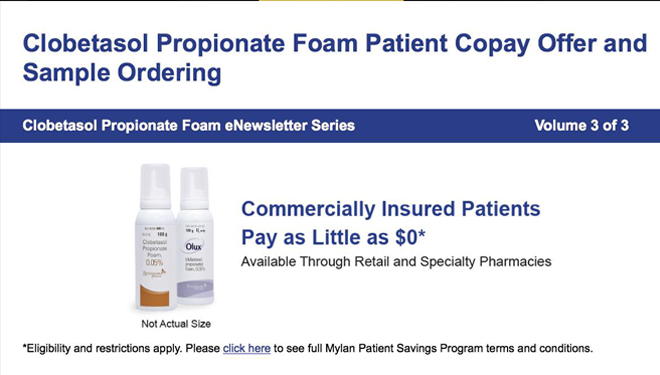 Clobetasol Propionate Foam Patient Copay Offer and
Sample Ordering
Clobetasol Propionate Foam eNewsletter Series
Volume 3 of 3
100 g
Clobetasol
Propionate
Foam,
0.05%
Olux
Commercially Insured Patients
Pay as Little as $0*
Available Through Retail and Specialty Pharmacies
Not Actual Size
*Eligibility and restrictions apply. Please click here to see full Mylan Patient Savings Program terms and conditions.